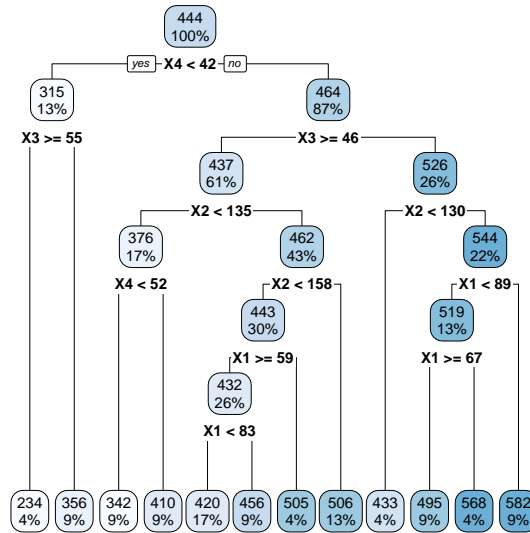 444
100%
yes X4 < 42 no
315
13%
464
87%
X3 >= 55
X3 >= 46
437
61%
526
26%
X2 < 135
X2 < 130
376
17%
462
43%
544
22%
X4 < 52
X2 < 158
X1 < 89
443
30%
519
13%
X1 >= 59
X1 >= 67
432
26%
X1 < 83
234 356 342 410 420 456 505 506 433 495 568 582
4% 9% 9% 9% 17% 9% 4% 13% 4% 9% 4% 9%